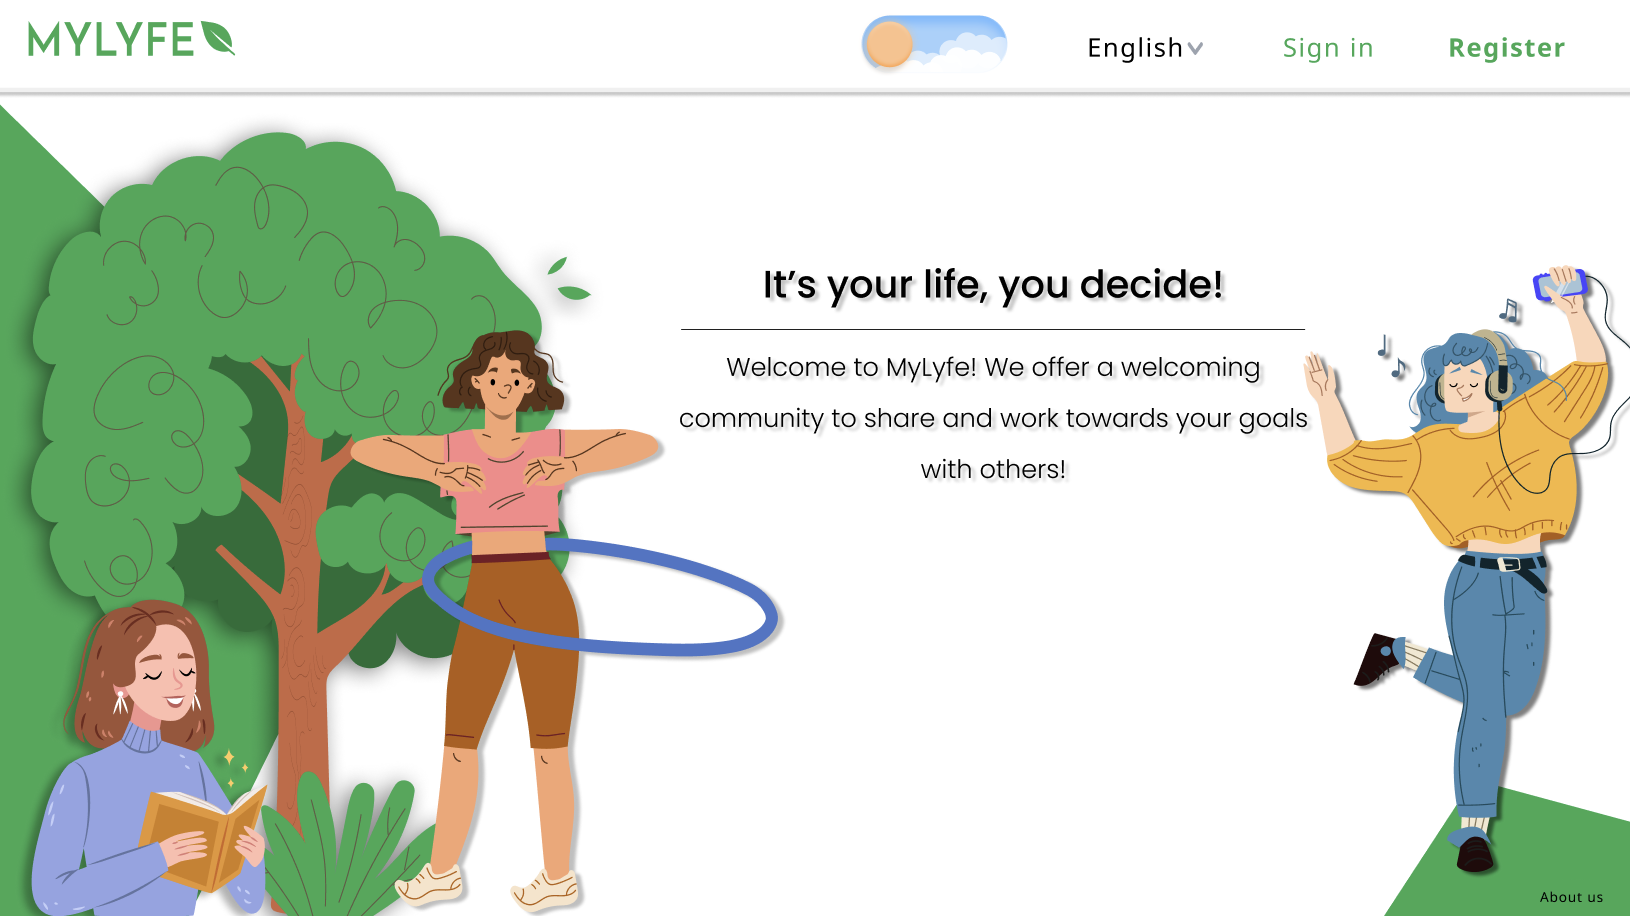 MYLYFE
English
Sign in
Register
It’s your life, you decide!
Welcome to MyLyfe! We offer a welcoming
community to share and work towards your goals
with others!
About us